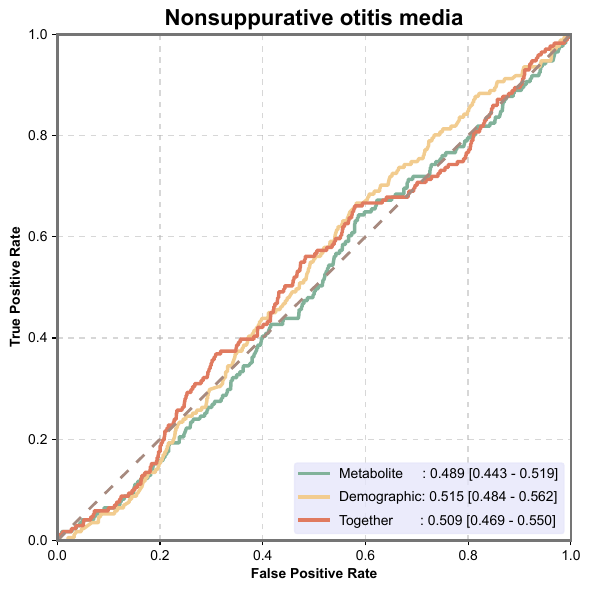 Nonsuppurative otitis media
1.0
0.8
0.6
0.4
0.2
0.0
True Positive Rate
Metabolite : 0.489 [0.443 - 0.519]
Demographic: 0.515 [0.484 - 0.562]
Together : 0.509 [0.469 - 0.550]
0.0 0.2 0.4 0.6 0.8 1.0
False Positive Rate